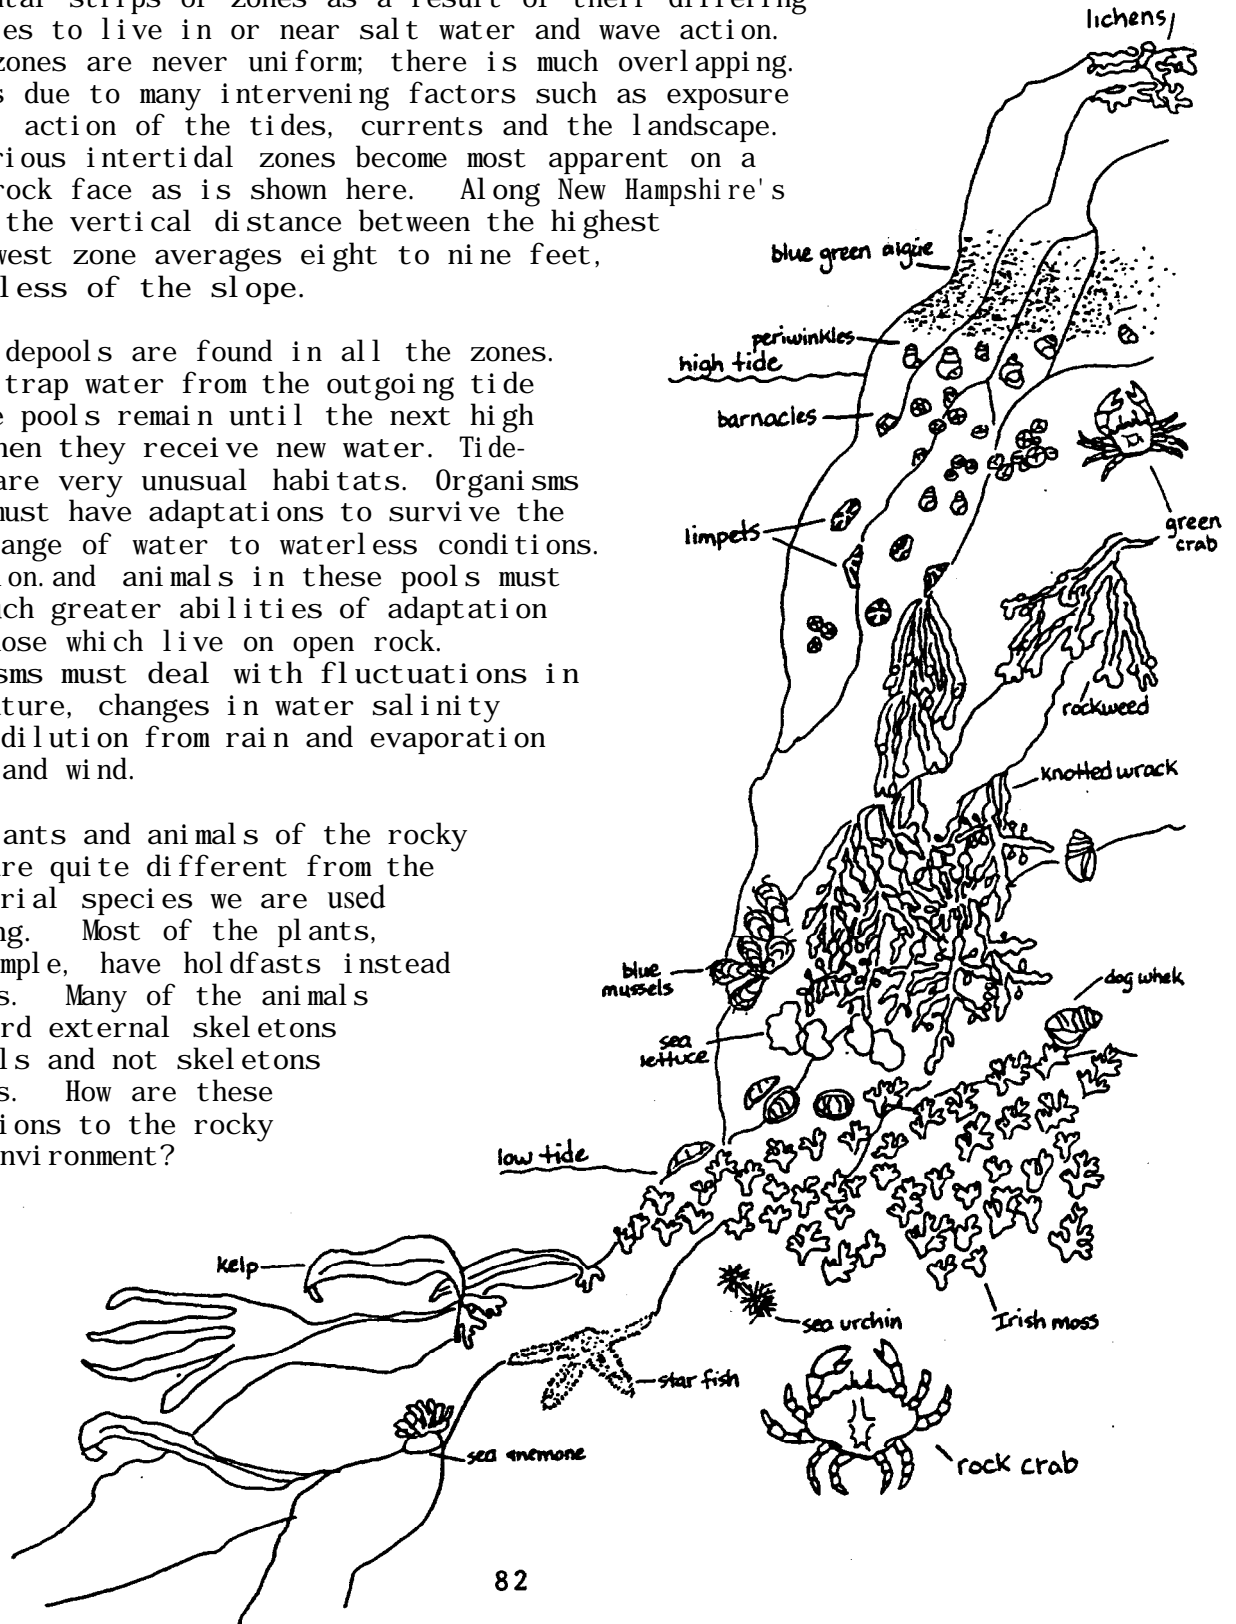 ntal strips or zones as a result of their differing
es to live in or near salt water and wave action.
zones are never uniform; there is much overlapping.
s due to many intervening factors such as exposure
action of the tides, currents and the landscape.
rious intertidal zones become most apparent on a
rock face as is shown here. Along New Hampshire's
the vertical distance between the highest
west zone averages eight to nine feet,
less of the slope.
depools are found in all the zones.
trap water from the outgoing tide
e pools remain until the next high
hen they receive new water. Tide-
are very unusual habitats. Organisms
must have adaptations to survive the
ange of water to waterless conditions.
ion.and animals in these pools must
uch greater abilities of adaptation
ose which live on open rock.
sms must deal with fluctuations in
ature, changes in water salinity
dilution from rain and evaporation
and wind.
ants and animals of the rocky
re quite different from the
rial species we are used
ng. Most of the plants,
mple, have holdfasts instead
s. Many of the animals
rd external skeletons
ls and not skeletons
s. How are these
ions to the rocky
nvironment?
lichens
blue green algae
periwinkles
high tide
barnacles
green
crab
limpets
rockweed
knotted wrack
blue
mussels
dog whelk
sea
lettuce
low tide
kelp
sea urchin
Irish moss
star fish
sea anemone
rock crab
82